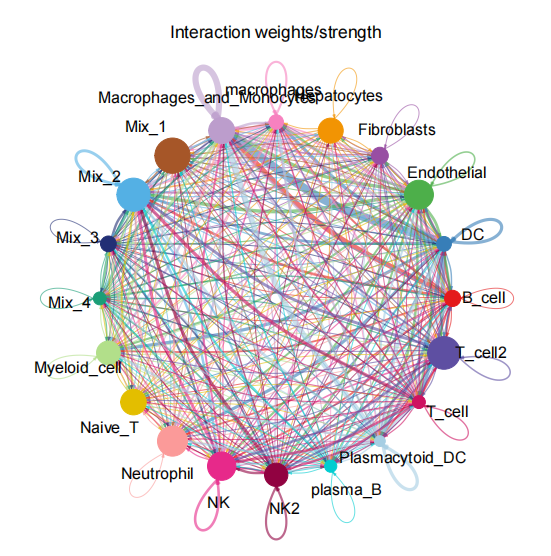 Interaction weights/strength
macrophages
Macrophages_and_Monocytes
Hepatocytes
Mix_1
Fibroblasts
Mix_2
Endothelial
Mix_3
DC
Mix_4
B_cell
Myeloid_cell
T_cell2
Naive_T
T_cell
Neutrophil
Plasmacytoid_DC
NK
NK2
plasma_B